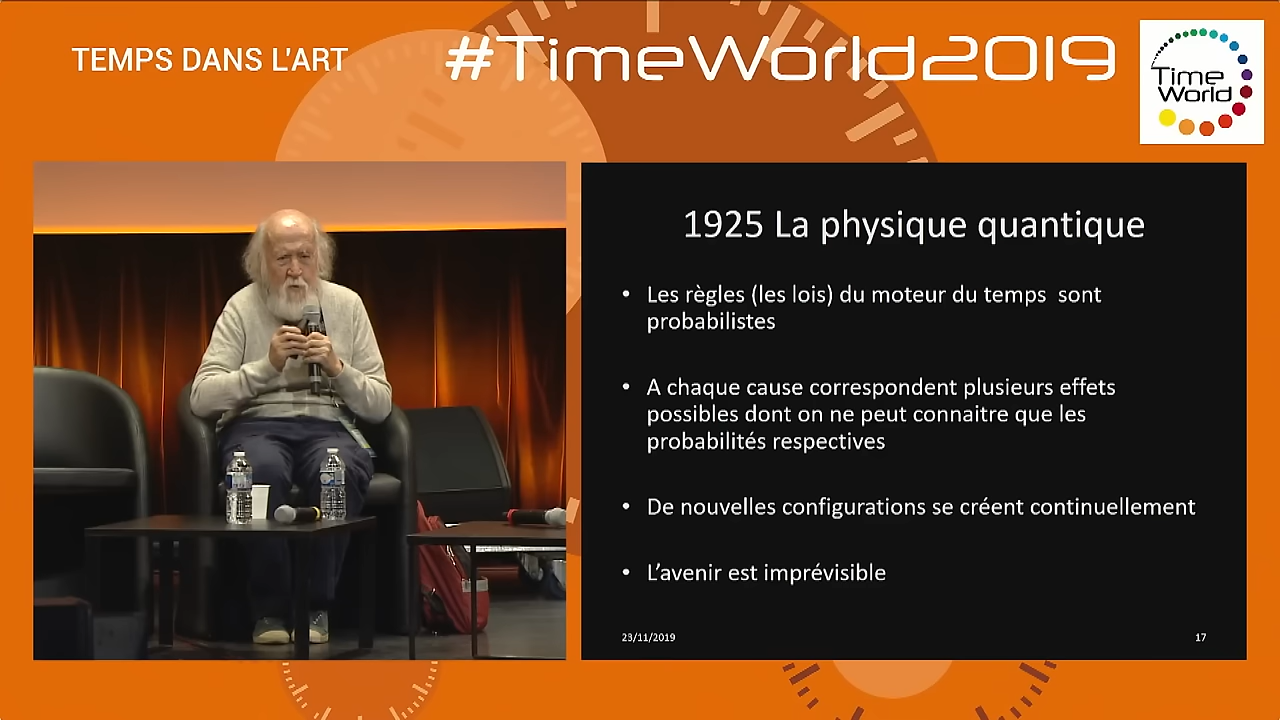 TEMPS DANS L'ART
#TimeWorld2019
Time
World
1925 La physique quantique
• Les règles (les lois) du moteur du temps sont
probabilistes
• A chaque cause correspondent plusieurs effets
possibles dont on ne peut connaitre que les
probabilités respectives
• De nouvelles configurations se créent continuellement
• L’avenir est imprévisible
23/11/2019
17